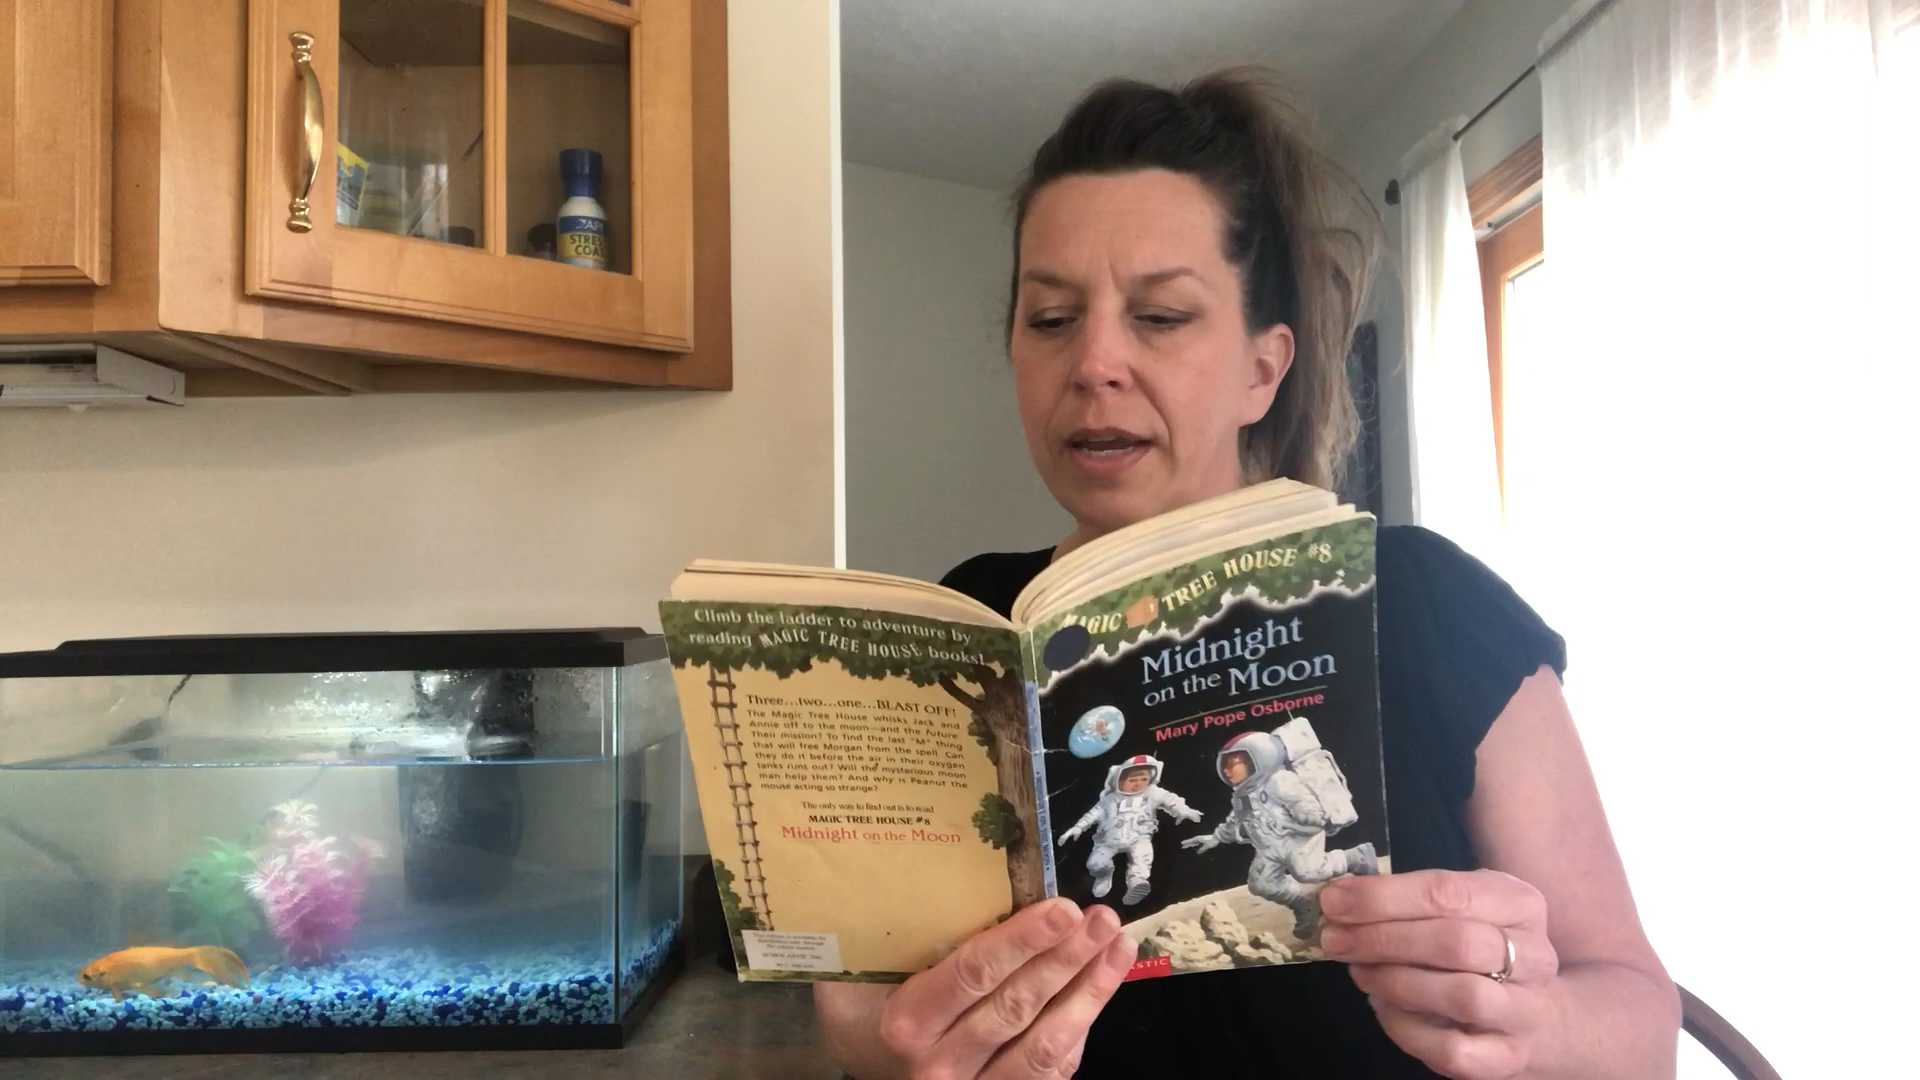 API
STRESS
COAT
Climb the ladder to adventure by
reading MAGIC TREE HOUSE books!
Three...two...one...BLAST OFF!
The Magic Tree House whisks Jack and
Annie off to the moon—and the future.
Their mission? To find the last "M" thing
that will free Morgan from the spell. Can
they do it before the air in their oxygen
tanks runs out? Will the mysterious moon
man help them? And why is Peanut the
mouse acting so strange?
The only way to find out is to read
MAGIC TREE HOUSE #8
Midnight on the Moon
SCHOLASTIC Inc.
MAGIC TREE HOUSE #8
Midnight
on the Moon
Mary Pope Osborne
ASTIC